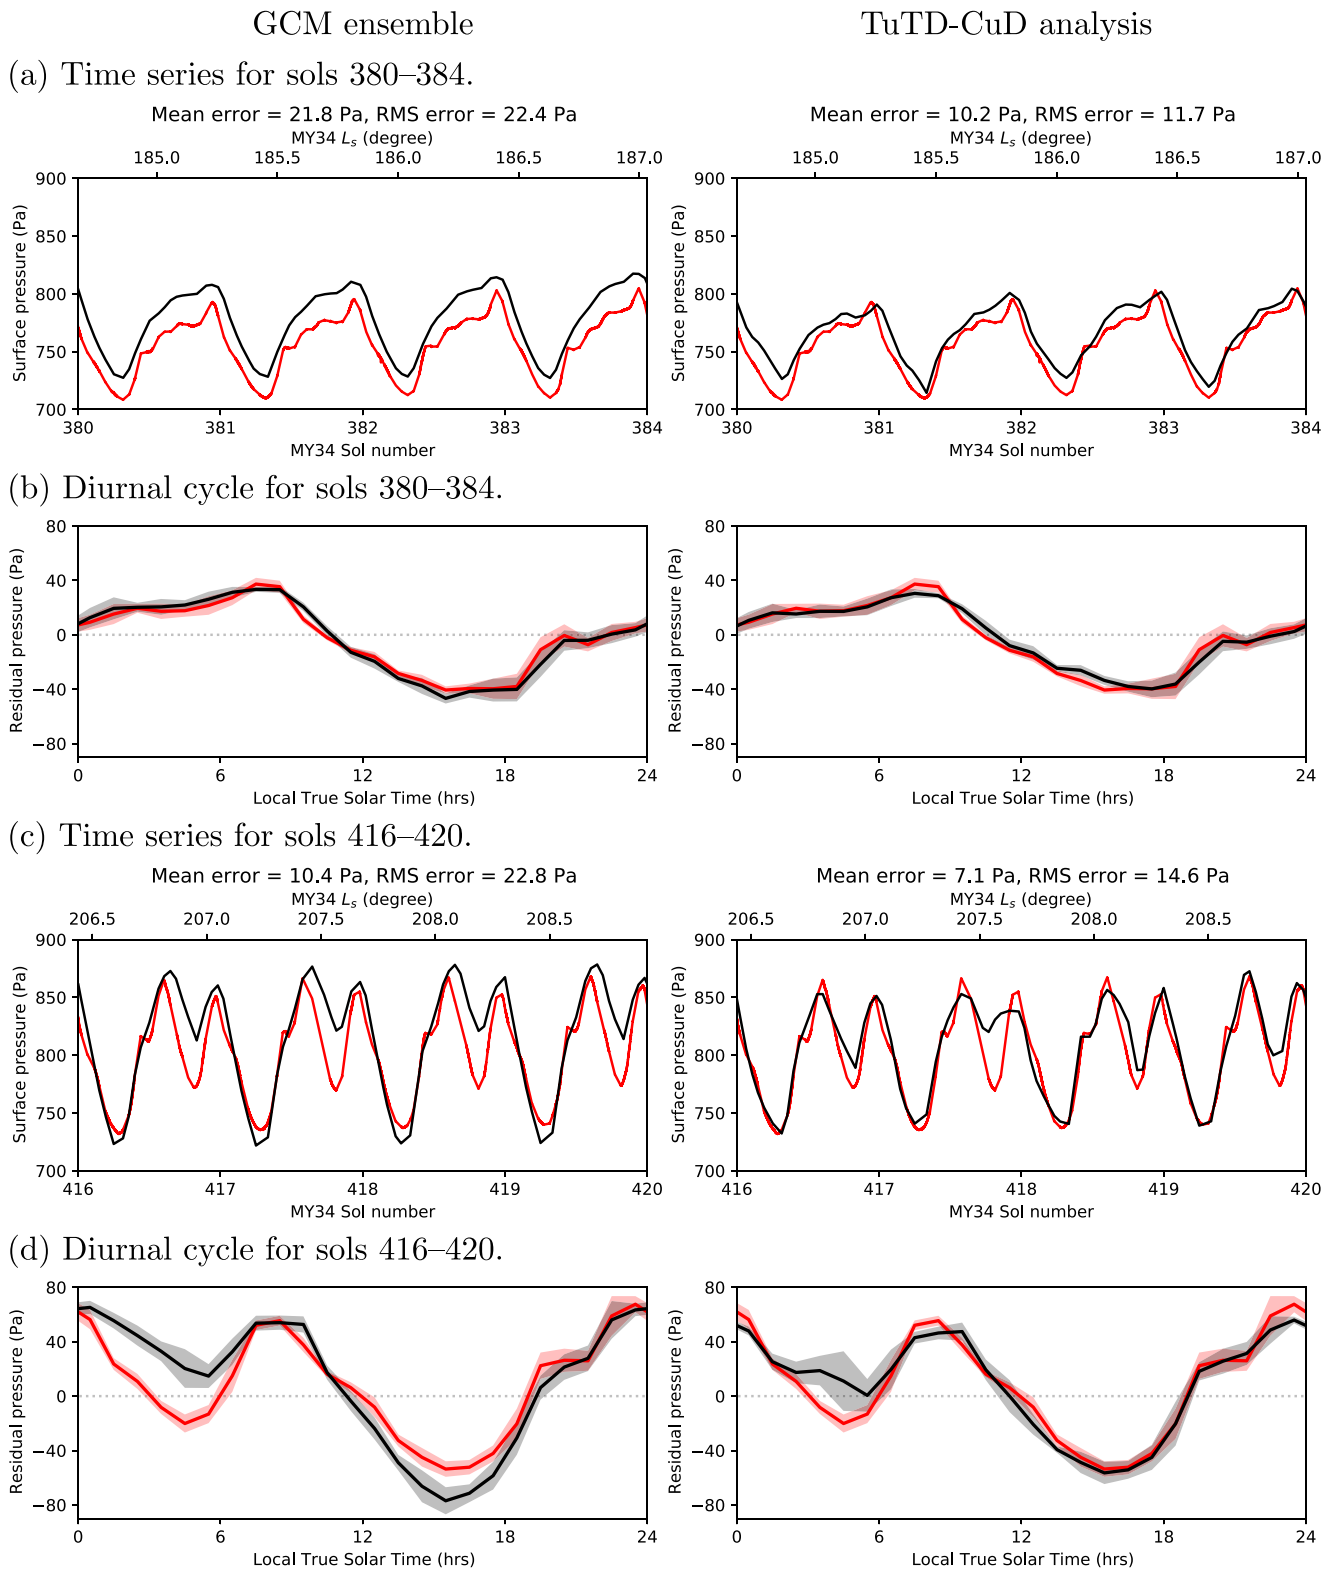 GCM ensemble TuTD-CuD analysis
(a) Time series for sols 380–384.
Mean error = 21.8 Pa, RMS error = 22.4 Pa Mean error = 10.2 Pa, RMS error = 11.7 Pa
MY34 Ls (degree) MY34 Ls (degree)
185.0 185.5 186.0 186.5 187.0 185.0 185.5 186.0 186.5 187.0
Surface pressure (Pa) Surface pressure (Pa)
900 900
850 850
800 800
750 750
700 700
380 381 382 383 384 380 381 382 383 384
MY34 Sol number MY34 Sol number
(b) Diurnal cycle for sols 380–384.
Residual pressure (Pa) Residual pressure (Pa)
80 80
40 40
0 0
−40 −40
−80 −80
0 6 12 18 24 0 6 12 18 24
Local True Solar Time (hrs) Local True Solar Time (hrs)
(c) Time series for sols 416–420.
Mean error = 10.4 Pa, RMS error = 22.8 Pa Mean error = 7.1 Pa, RMS error = 14.6 Pa
MY34 Ls (degree) MY34 Ls (degree)
206.5 207.0 207.5 208.0 208.5 206.5 207.0 207.5 208.0 208.5
Surface pressure (Pa) Surface pressure (Pa)
900 900
850 850
800 800
750 750
700 700
416 417 418 419 420 416 417 418 419 420
MY34 Sol number MY34 Sol number
(d) Diurnal cycle for sols 416–420.
Residual pressure (Pa) Residual pressure (Pa)
80 80
40 40
0 0
−40 −40
−80 −80
0 6 12 18 24 0 6 12 18 24
Local True Solar Time (hrs) Local True Solar Time (hrs)